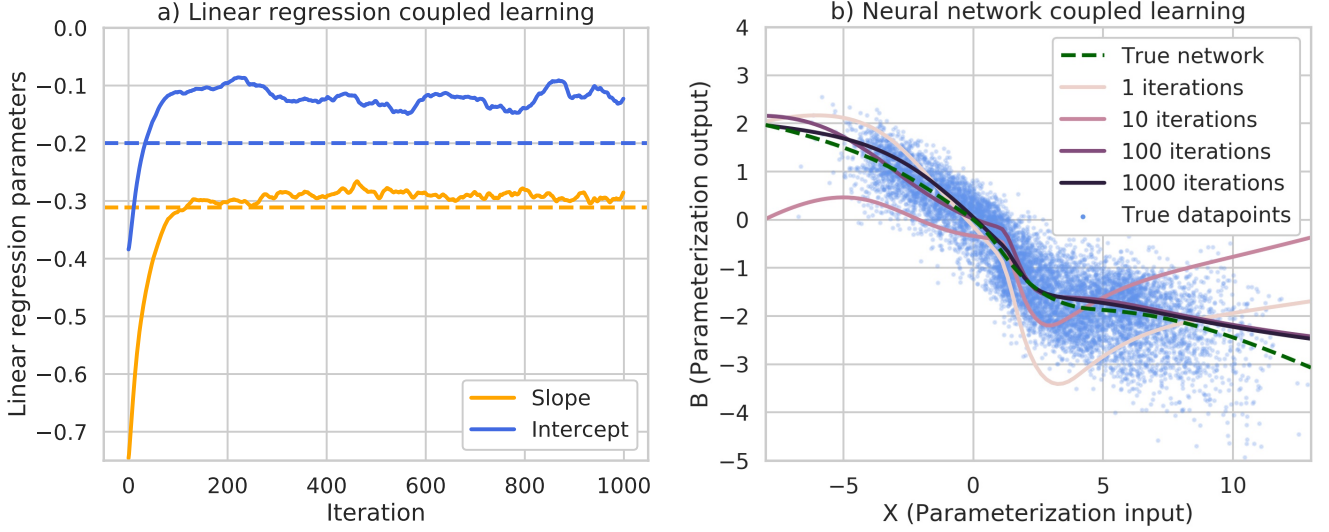 a) Linear regression coupled learning
0.0
−0.1
−0.2
−0.3
−0.4
−0.5
−0.6
−0.7
Linear regression parameters
Slope
Intercept
0
200
400
600
800
1000
Iteration
b) Neural network coupled learning
4
3
2
1
0
−1
−2
−3
−4
−5
B (Parameterization output)
True network
1 iterations
10 iterations
100 iterations
1000 iterations
True datapoints
−5
0
5
10
X (Parameterization input)